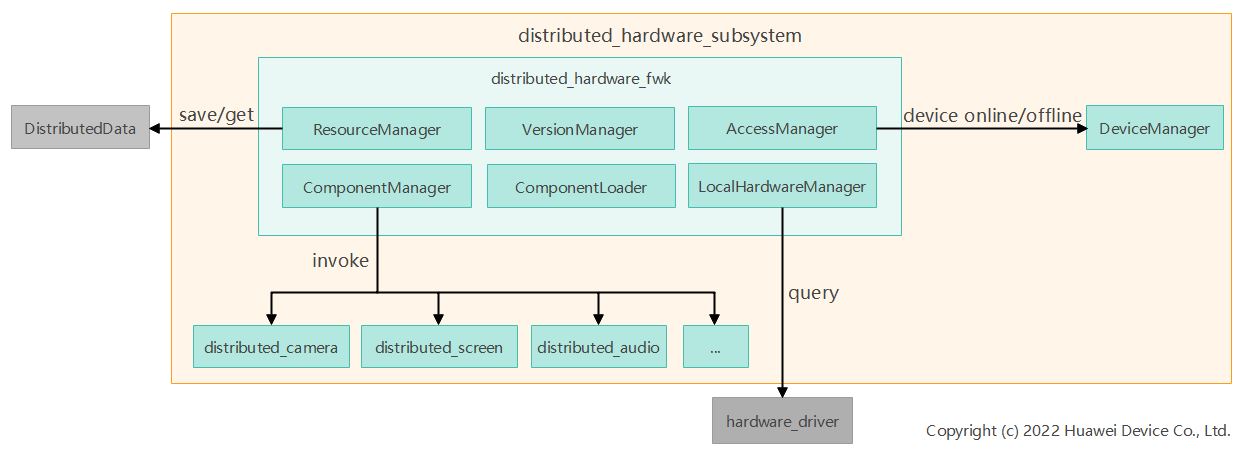 distributed_hardware_subsystem
distributed_hardware_fwk
DistributedData
save/get
ResourceManager
VersionManager
AccessManager
device online/offline
DeviceManager
ComponentManager
ComponentLoader
LocalHardwareManager
invoke
query
distributed_camera
distributed_screen
distributed_audio
...
hardware_driver
Copyright (c) 2022 Huawei Device Co., Ltd.